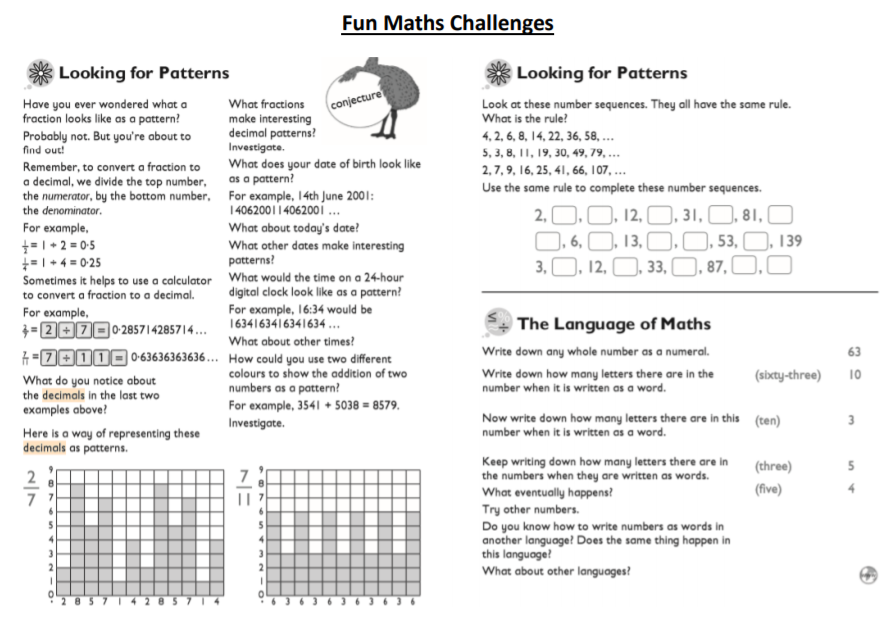 Fun Maths Challenges
Looking for Patterns
Have you ever wondered what a
fraction looks like as a pattern?
Probably not. But you're about to
find out!
Remember, to convert a fraction to
a decimal, we divide the top number,
the numerator, by the bottom number,
the denominator.
For example,
1/2 = 1 ÷ 2 = 0·5
1/4 = 1 ÷ 4 = 0·25
Sometimes it helps to use a calculator
to convert a fraction to a decimal.
For example,
2/7 = 2 ÷ 7 = 0·285714285714...
7/11 = 7 ÷ 1 1 = 0·63636363636...
What do you notice about
the decimals in the last two
examples above?
Here is a way of representing these
decimals as patterns.
What fractions
make interesting
decimal patterns?
Investigate.
conjecture
What does your date of birth look like
as a pattern?
For example, 14th June 2001:
1406200114062001 ...
What about today's date?
What other dates make interesting
patterns?
What would the time on a 24-hour
digital clock look like as a pattern?
For example, 16:34 would be
1634163416341634 ...
What about other times?
How could you use two different
colours to show the addition of two
numbers as a pattern?
For example, 3541 + 5038 = 8579.
Investigate.
2/7
9
8
7
6
5
4
3
2
1
0
· 2 8 5 7 1 4 2 8 5 7 1 4
7/11
9
8
7
6
5
4
3
2
1
0
· 6 3 6 3 6 3 6 3 6 3 6
Looking for Patterns
Look at these number sequences. They all have the same rule.
What is the rule?
4, 2, 6, 8, 14, 22, 36, 58, ...
5, 3, 8, 11, 19, 30, 49, 79, ...
2, 7, 9, 16, 25, 41, 66, 107, ...
Use the same rule to complete these number sequences.
2, , , 12, , 31, , 81,
, 6, , 13, , , 53, , 139
3, , 12, , 33, , 87, ,
The Language of Maths
Write down any whole number as a numeral. 63
Write down how many letters there are in the (sixty-three) 10
number when it is written as a word.
Now write down how many letters there are in this (ten) 3
number when it is written as a word.
Keep writing down how many letters there are in (three) 5
the numbers when they are written as words.
What eventually happens? (five) 4
Try other numbers.
Do you know how to write numbers as words in
another language? Does the same thing happen in
this language?
What about other languages?